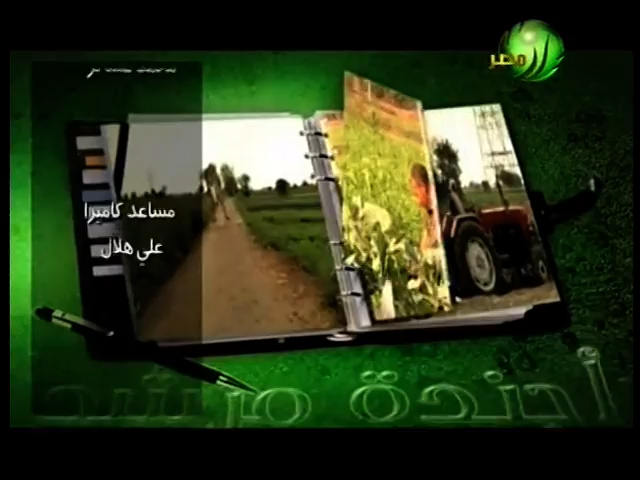 مصر
مساعد كاميرا
علي هلال
أجندة مرشد